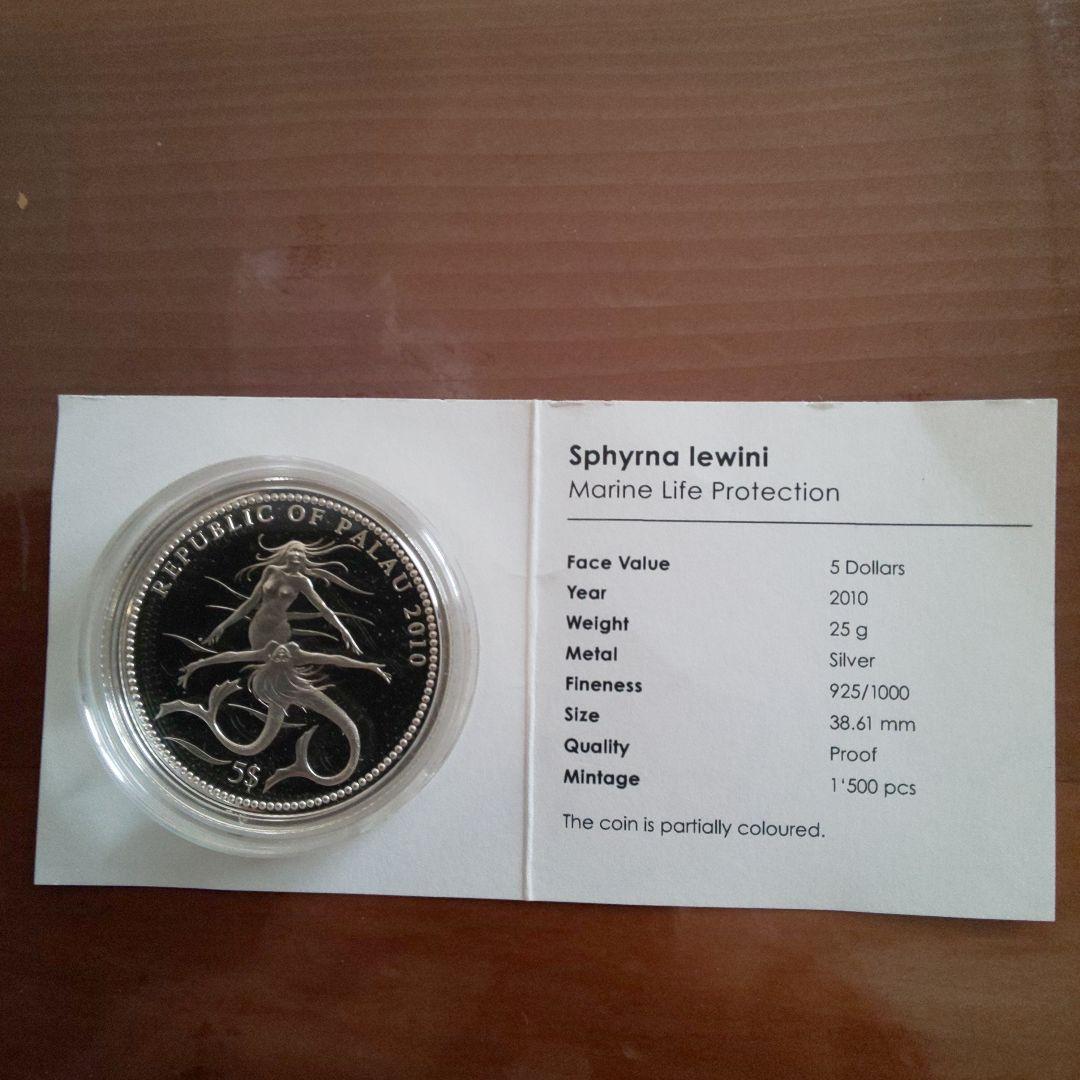 REPUBLIC OF PALAU 2010
5$
Sphyrna lewini
Marine Life Protection
Face Value 5 Dollars
Year 2010
Weight 25 g
Metal Silver
Fineness 925/1000
Size 38.61 mm
Quality Proof
Mintage 1'500 pcs
The coin is partially coloured.